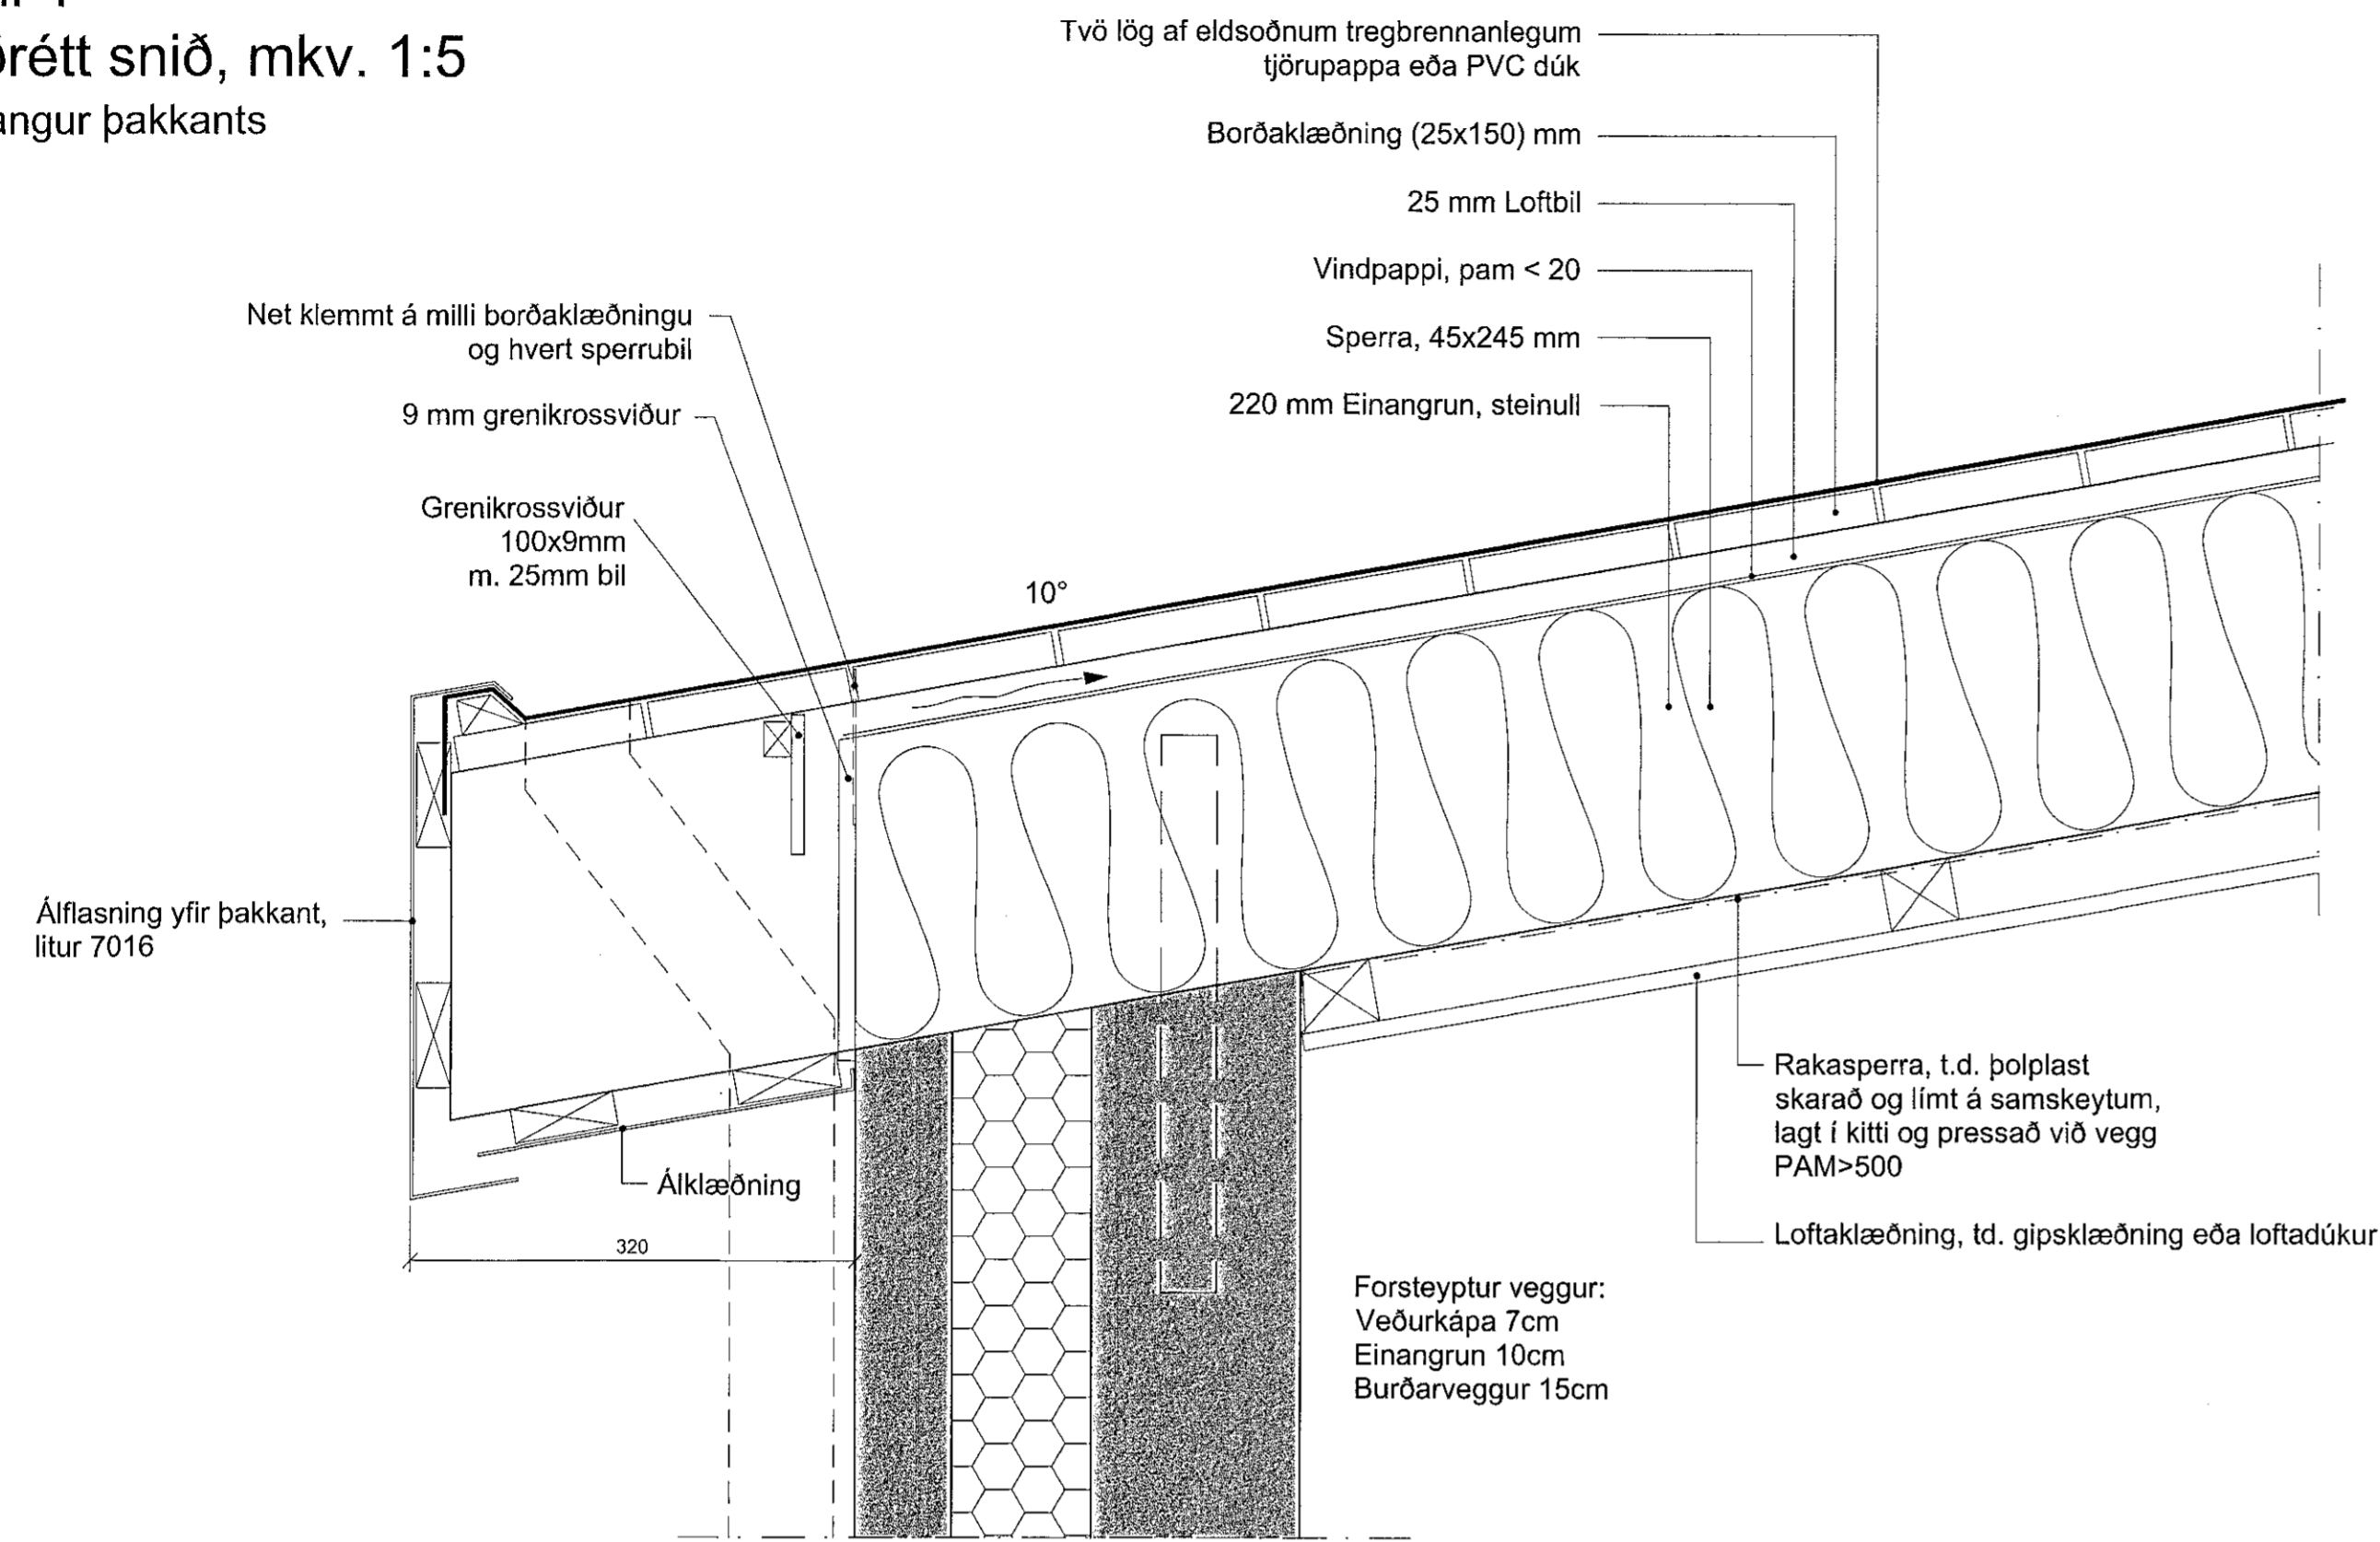 snið, mkv. 1:5
þakkants
Tvö lög af eldsoðnum tregbrennanlegum
tjörupappa eða PVC dúk
Borðaklæðning (25x150) mm
25 mm Loftbil
Vindpappi, pam < 20
Sperra, 45x245 mm
220 mm Einangrun, steinull
Net klemmt á milli borðaklæðningu
og hvert sperrubil
9 mm grenikrossviður
Grenikrossviður
100x9mm
m. 25mm bil
10°
Álflasning yfir þakkant,
litur 7016
Álklæðning
320
Rakasperra, t.d. þolplast
skarað og límt á samskeytum,
lagt í kitti og pressað við vegg
PAM>500
Loftaklæðning, td. gipsklæðning eða loftadúkur
Forsteyptur veggur:
Veðurkápa 7cm
Einangrun 10cm
Burðarveggur 15cm